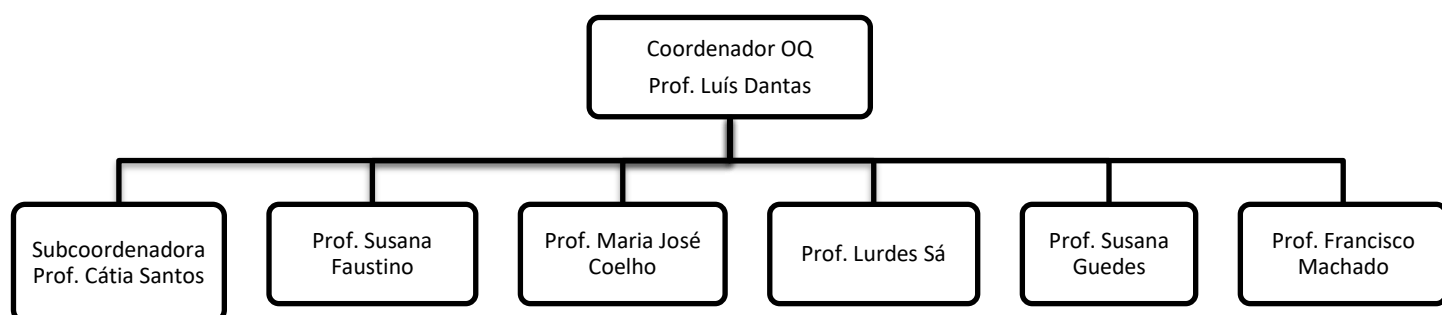 Coordenador OQ
Prof. Luís Dantas
Subcoordenadora
Prof. Cátia Santos
Prof. Susana
Faustino
Prof. Maria José
Coelho
Prof. Lurdes Sá
Prof. Susana
Guedes
Prof. Francisco
Machado